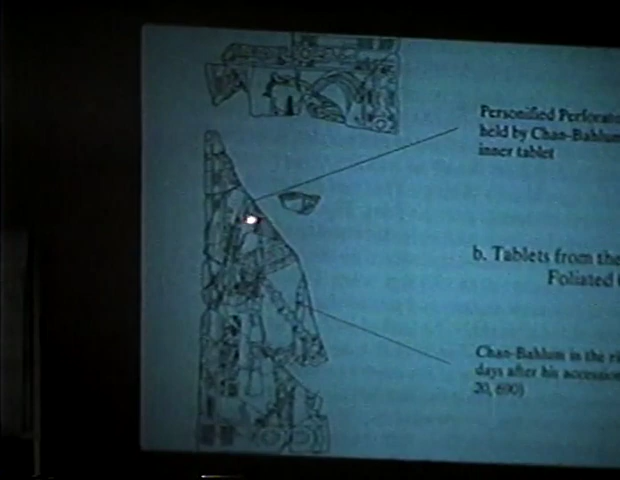 Personified
held by Chan-Bahlum
inner tablet
b. Tablets from the
Foliated
Chan-Bahlum in the
days after his accession
20, 690)